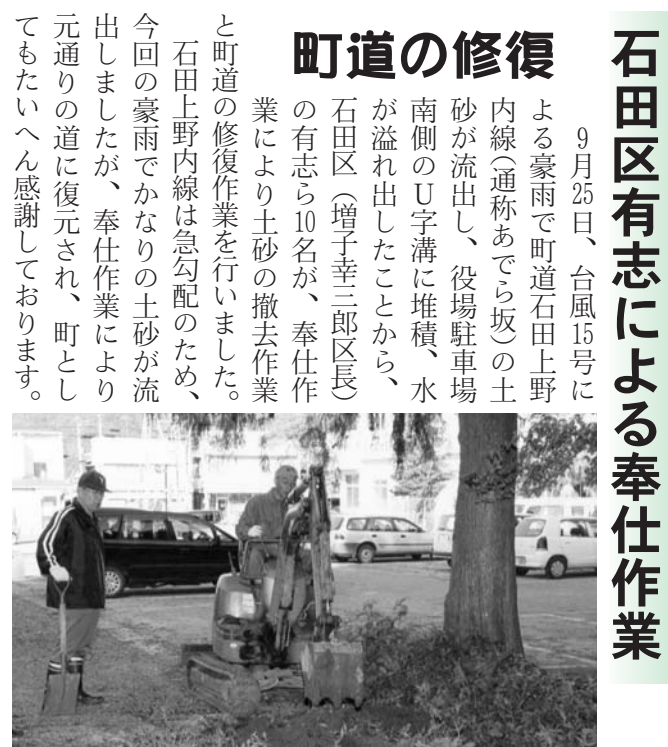 石田区有志による奉仕作業
町道の修復
9月25日、台風15号に
よる豪雨で町道石田上野
内線(通称あでら坂)の土
砂が流出し、役場駐車場
南側のU字溝に堆積、水
が溢れ出したことから、
石田区(増子幸三郎区長)
の有志ら10名が、奉仕作
業により土砂の撤去作業
と町道の修復作業を行いました。
石田上野内線は急勾配のため、
今回の豪雨でかなりの土砂が流
出しましたが、奉仕作業により
元通りの道に復元され、町とし
てもたいへん感謝しております。